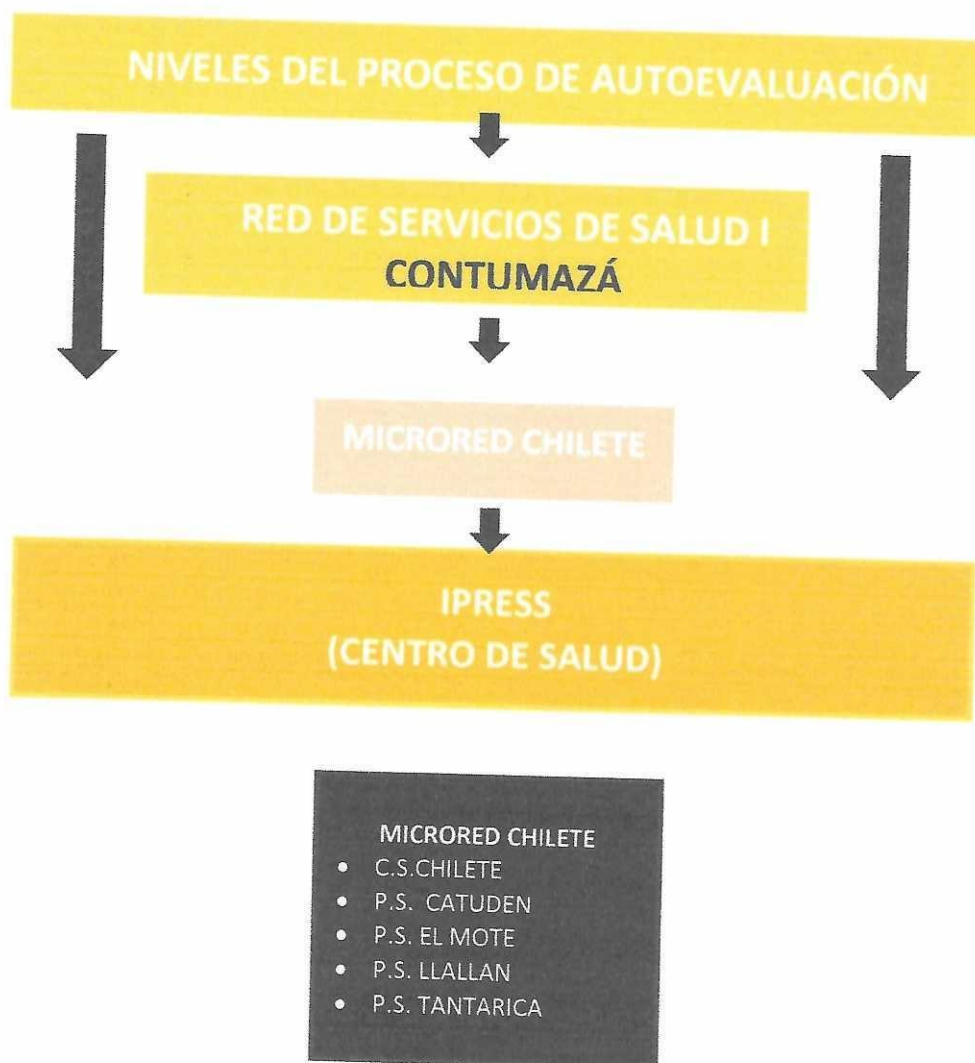 NIVELES DEL PROCESO DE AUTOEVALUACIÓN
RED DE SERVICIOS DE SALUD I
CONTUMAZÁ
MICRORED CHILETE
IPRESS
(CENTRO DE SALUD)
MICRORED CHILETE
• C.S.CHILETE
• P.S. CATUDEN
• P.S. EL MOTE
• P.S. LLALLAN
• P.S. TANTARICA